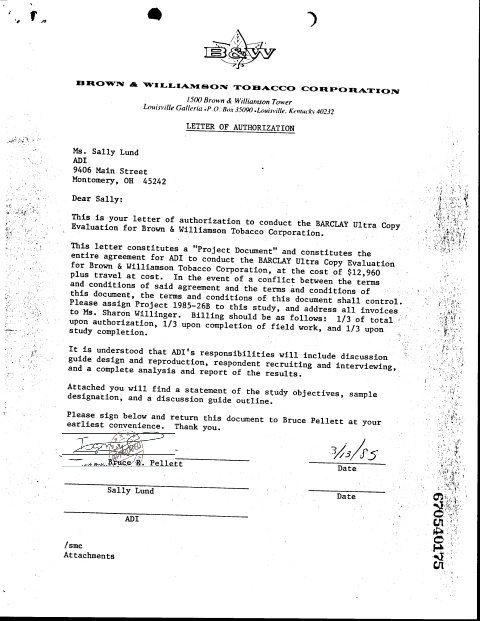 B&W
BROWN & WILLIAMSON TOBACCO CORPORATION
1500 Brown & Williamson Tower
Louisville Galleria • P.O. Box 35090 • Louisville, Kentucky 40232
LETTER OF AUTHORIZATION
Ms. Sally Lund
ADI
9406 Main Street
Montomery, OH 45242
Dear Sally:
This is your letter of authorization to conduct the BARCLAY Ultra Copy
Evaluation for Brown & Williamson Tobacco Corporation.
This letter constitutes a "Project Document" and constitutes the
entire agreement for ADI to conduct the BARCLAY Ultra Copy Evaluation
for Brown & Williamson Tobacco Corporation, at the cost of $12,960
plus travel at cost. In the event of a conflict between the terms
and conditions of said agreement and the terms and conditions of
this document, the terms and conditions of this document shall control.
Please assign Project 1985-26B to this study, and address all invoices
to Ms. Sharon Willinger. Billing should be as follows: 1/3 of total
upon authorization, 1/3 upon completion of field work, and 1/3 upon
study completion.
It is understood that ADI's responsibilities will include discussion
guide design and reproduction, respondent recruiting and interviewing,
and a complete analysis and report of the results.
Attached you will find a statement of the study objectives, sample
designation, and a discussion guide outline.
Please sign below and return this document to Bruce Pellett at your
earliest convenience. Thank you.
3/13/85
Bruce R. Pellett
Date
Sally Lund
Date
ADI
/smc
Attachments
670540175